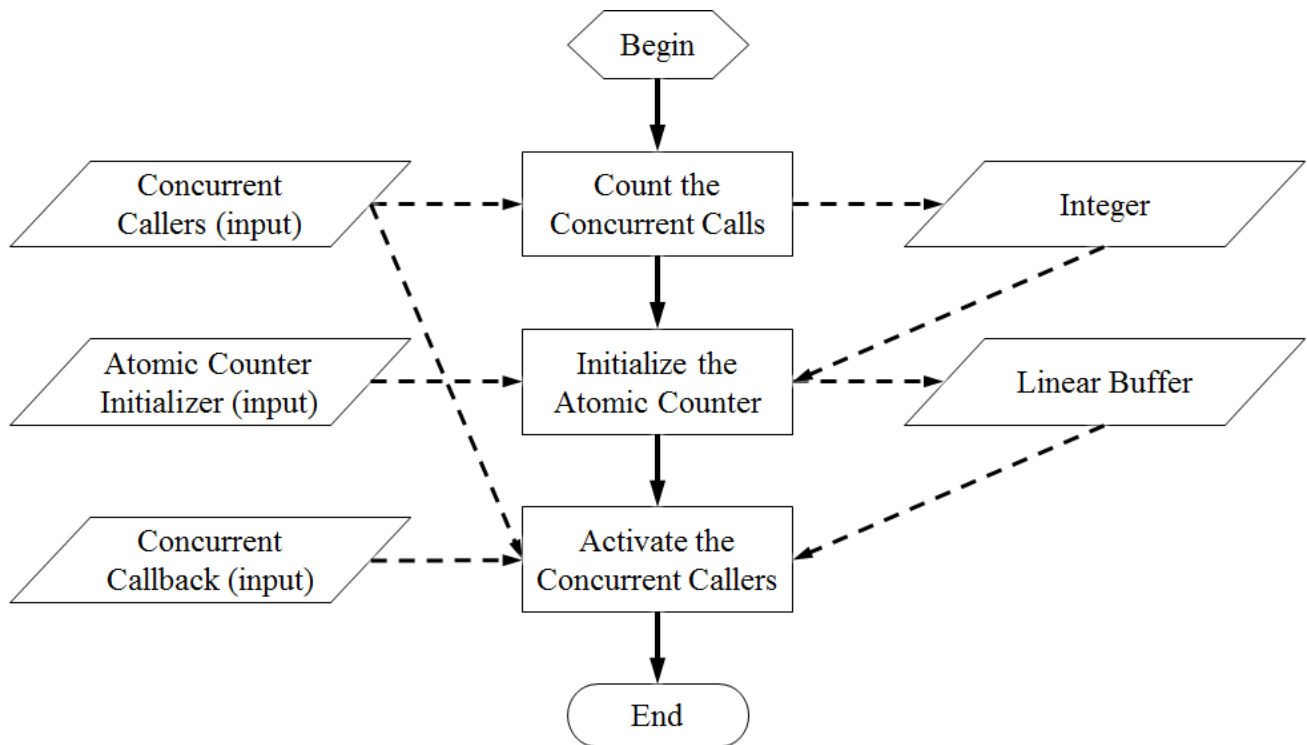 Begin
Concurrent
Callers (input)
Count the
Concurrent Calls
Integer
Atomic Counter
Initializer (input)
Initialize the
Atomic Counter
Linear Buffer
Concurrent
Callback (input)
Activate the
Concurrent Callers
End